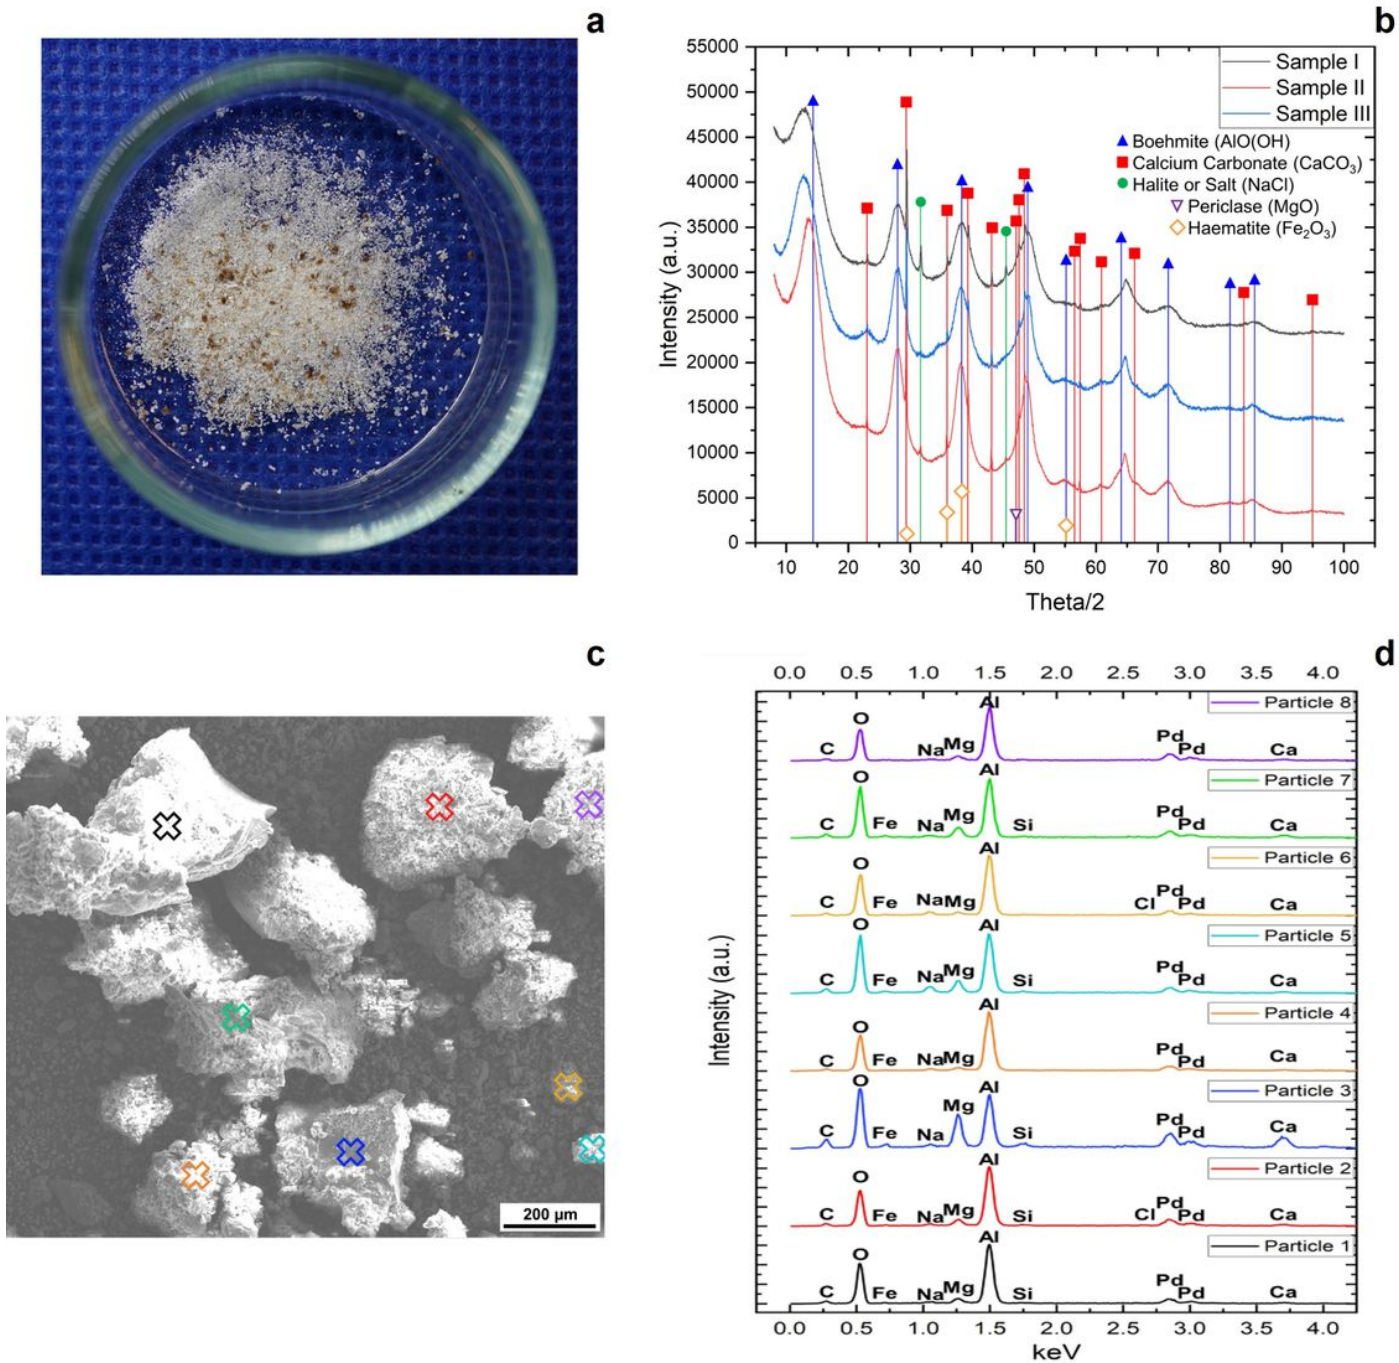 a
b
55000
50000
45000
40000
35000
30000
25000
20000
15000
10000
5000
0
Intensity (a.u.)
Sample I
Sample II
Sample III
Boehmite (AlO(OH)
Calcium Carbonate (CaCO₃)
Halite or Salt (NaCl)
Periclase (MgO)
Haematite (Fe₂O₃)
10 20 30 40 50 60 70 80 90 100
Theta/2
c
200 µm
d
0.0 0.5 1.0 1.5 2.0 2.5 3.0 3.5 4.0
Intensity (a.u.)
Particle 8
C O Na Mg Al Pd Pd Ca
Particle 7
C O Fe Na Mg Al Si Pd Pd Ca
Particle 6
C O Fe Na Mg Al Cl Pd Pd Ca
Particle 5
C O Fe Na Mg Al Si Pd Pd Ca
Particle 4
C O Fe Na Mg Al Pd Pd Ca
Particle 3
C O Fe Na Mg Al Si Pd Pd Ca
Particle 2
C O Fe Na Mg Al Si Cl Pd Pd Ca
Particle 1
C O Fe Na Mg Al Si Pd Pd Ca
0.0 0.5 1.0 1.5 2.0 2.5 3.0 3.5 4.0
keV